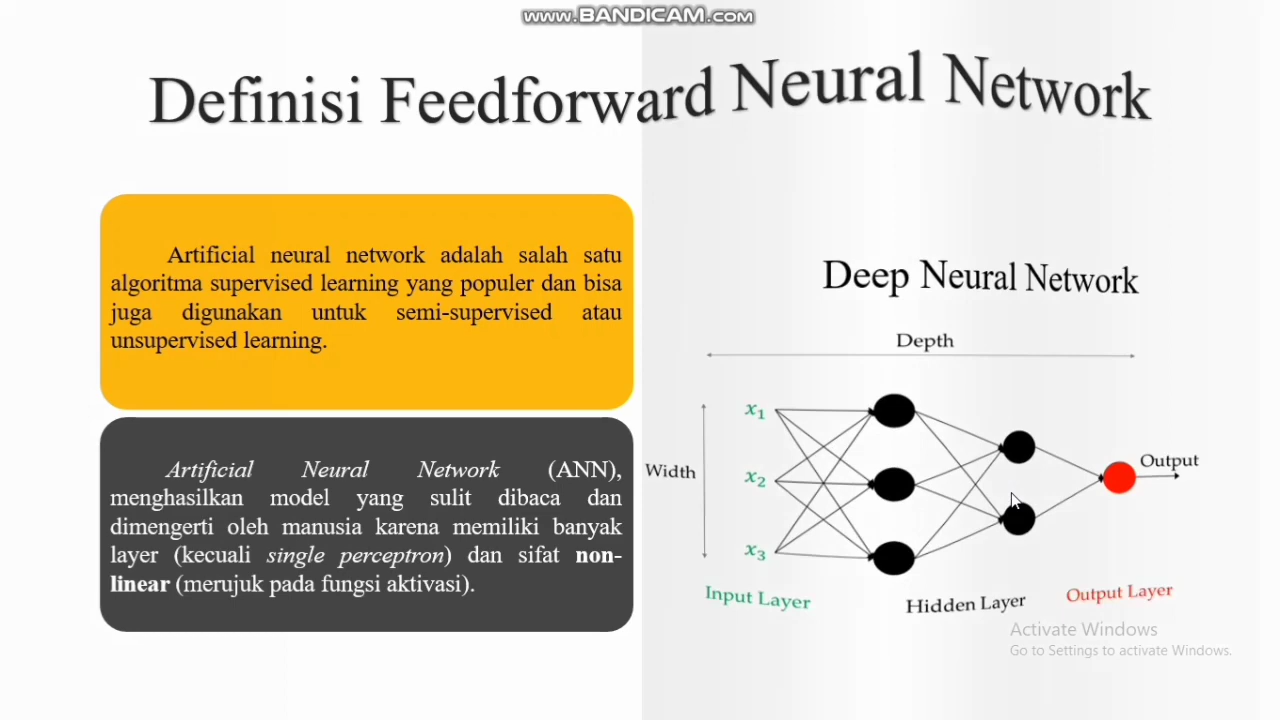 www.BANDICAM.com
Definisi Feedforward Neural Network
Artificial neural network adalah salah satu
algoritma supervised learning yang populer dan bisa
juga digunakan untuk semi-supervised atau
unsupervised learning.
Artificial Neural Network (ANN),
menghasilkan model yang sulit dibaca dan
dimengerti oleh manusia karena memiliki banyak
layer (kecuali single perceptron) dan sifat non-
linear (merujuk pada fungsi aktivasi).
Deep Neural Network
Depth
Width
x1
x2
x3
Output
Input Layer
Hidden Layer
Output Layer
Activate Windows
Go to Settings to activate Windows.